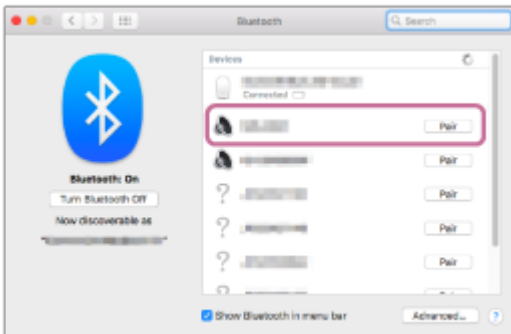 Bluetooth
Search
Devices
Connected
Pair
Pair
Bluetooth: On
Turn Bluetooth Off
Pair
Now discoverable as
Pair
Pair
Show Bluetooth in menu bar
Advanced...
?